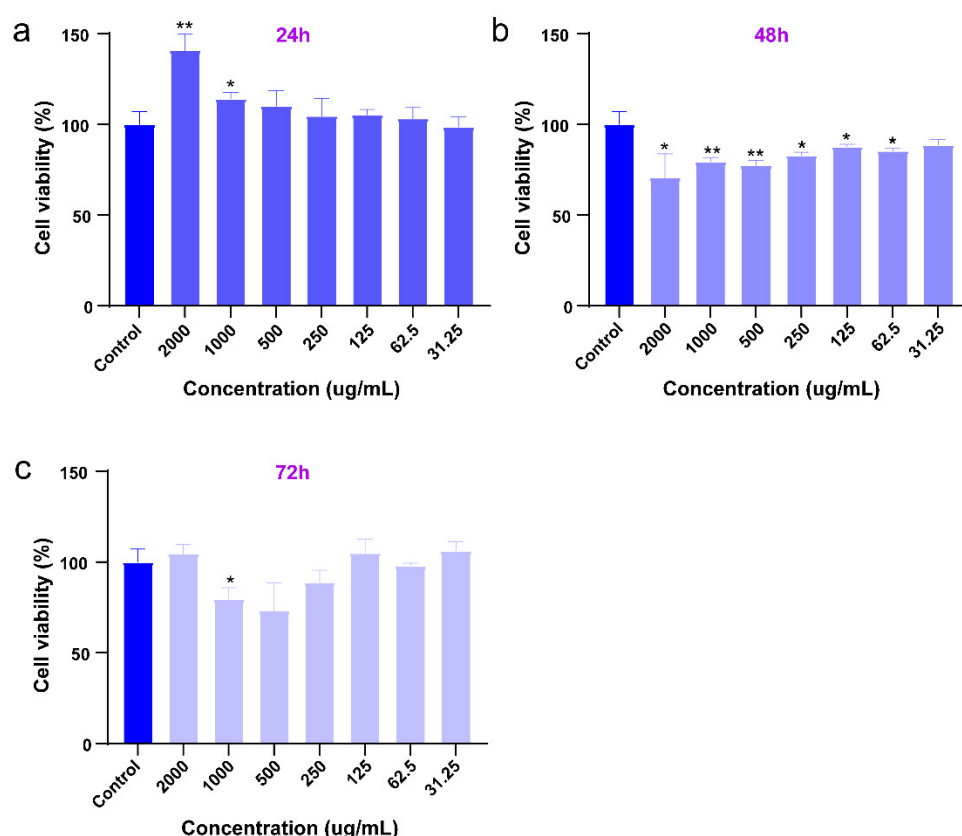 a
24h
Cell viability (%)
150
100
50
0
**
*
Control
2000
1000
500
250
125
62.5
31.25
Concentration (ug/mL)
b
48h
Cell viability (%)
150
100
50
0
*
**
**
*
*
*
Control
2000
1000
500
250
125
62.5
31.25
Concentration (ug/mL)
c
72h
Cell viability (%)
150
100
50
0
*
Control
2000
1000
500
250
125
62.5
31.25
Concentration (ug/mL)